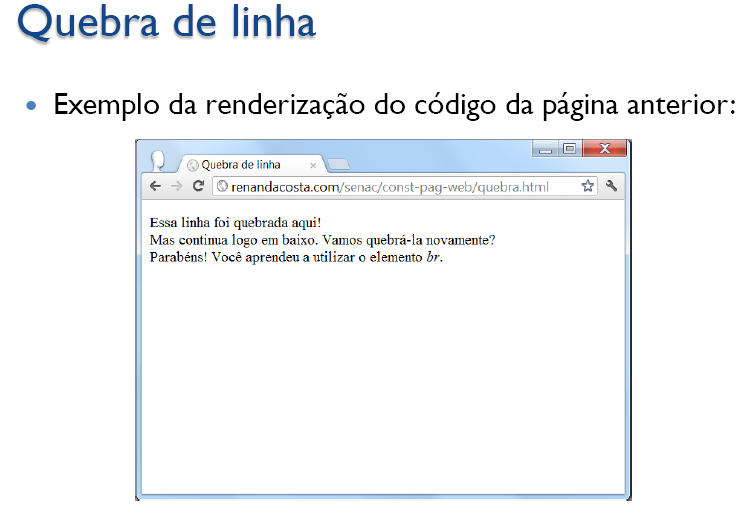 Quebra de linha
• Exemplo da renderização do código da página anterior:
Quebra de linha ×
renandacosta.com/senac/const-pag-web/quebra.html
Essa linha foi quebrada aqui!
Mas continua logo em baixo. Vamos quebrá-la novamente?
Parabéns! Você aprendeu a utilizar o elemento br.